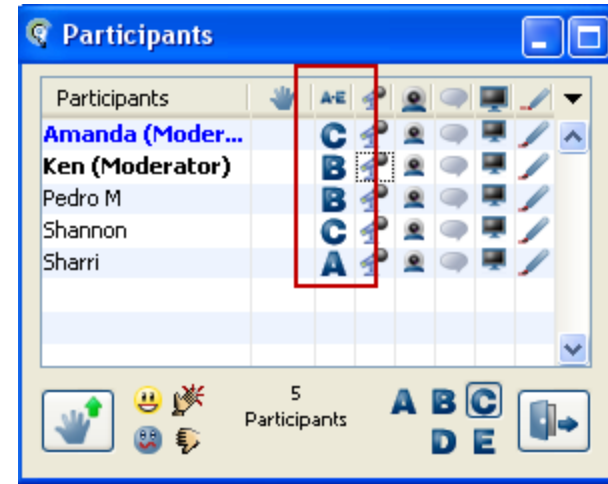 Participants
Participants A-E
Amanda (Moder... C
Ken (Moderator) B
Pedro M B
Shannon C
Sharri A
5
Participants
A B C
D E